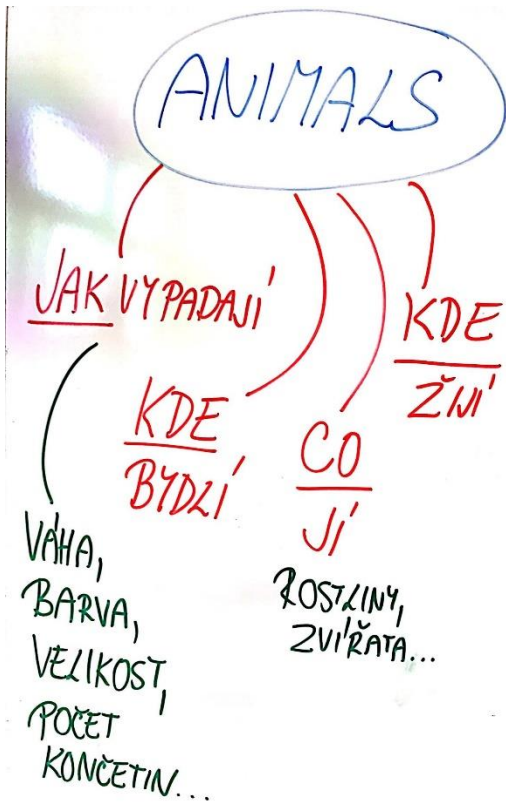 ANIMALS
JAK VYPADAJÍ
VÁHA,
BARVA,
VELIKOST,
POČET
KONČETIN...
KDE
BYDLÍ
CO
JÍ
ROSTLINY,
ZVÍŘATA...
KDE
ŽIJÍ